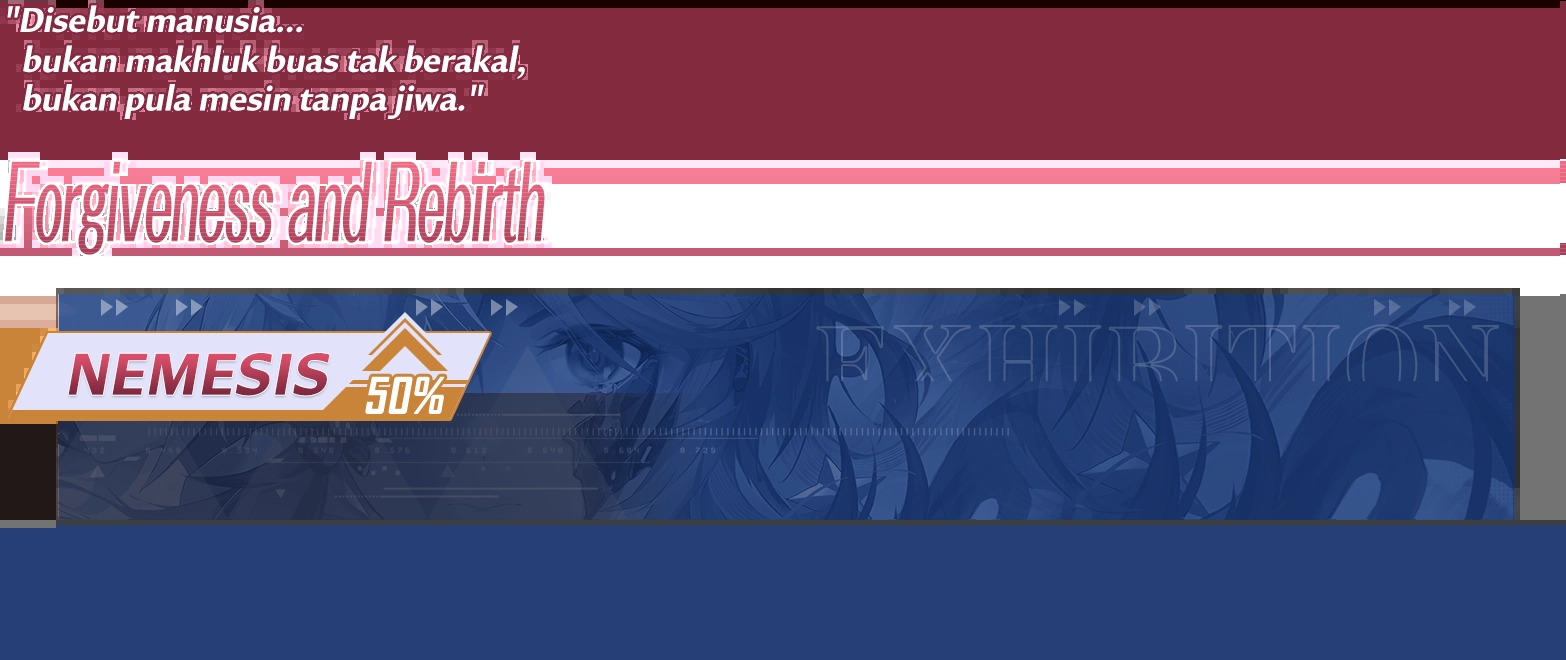 "Disebut manusia...
bukan makhluk buas tak berakal,
bukan pula mesin tanpa jiwa."
Forgiveness and Rebirth
EXHIBITION
NEMESIS
50%